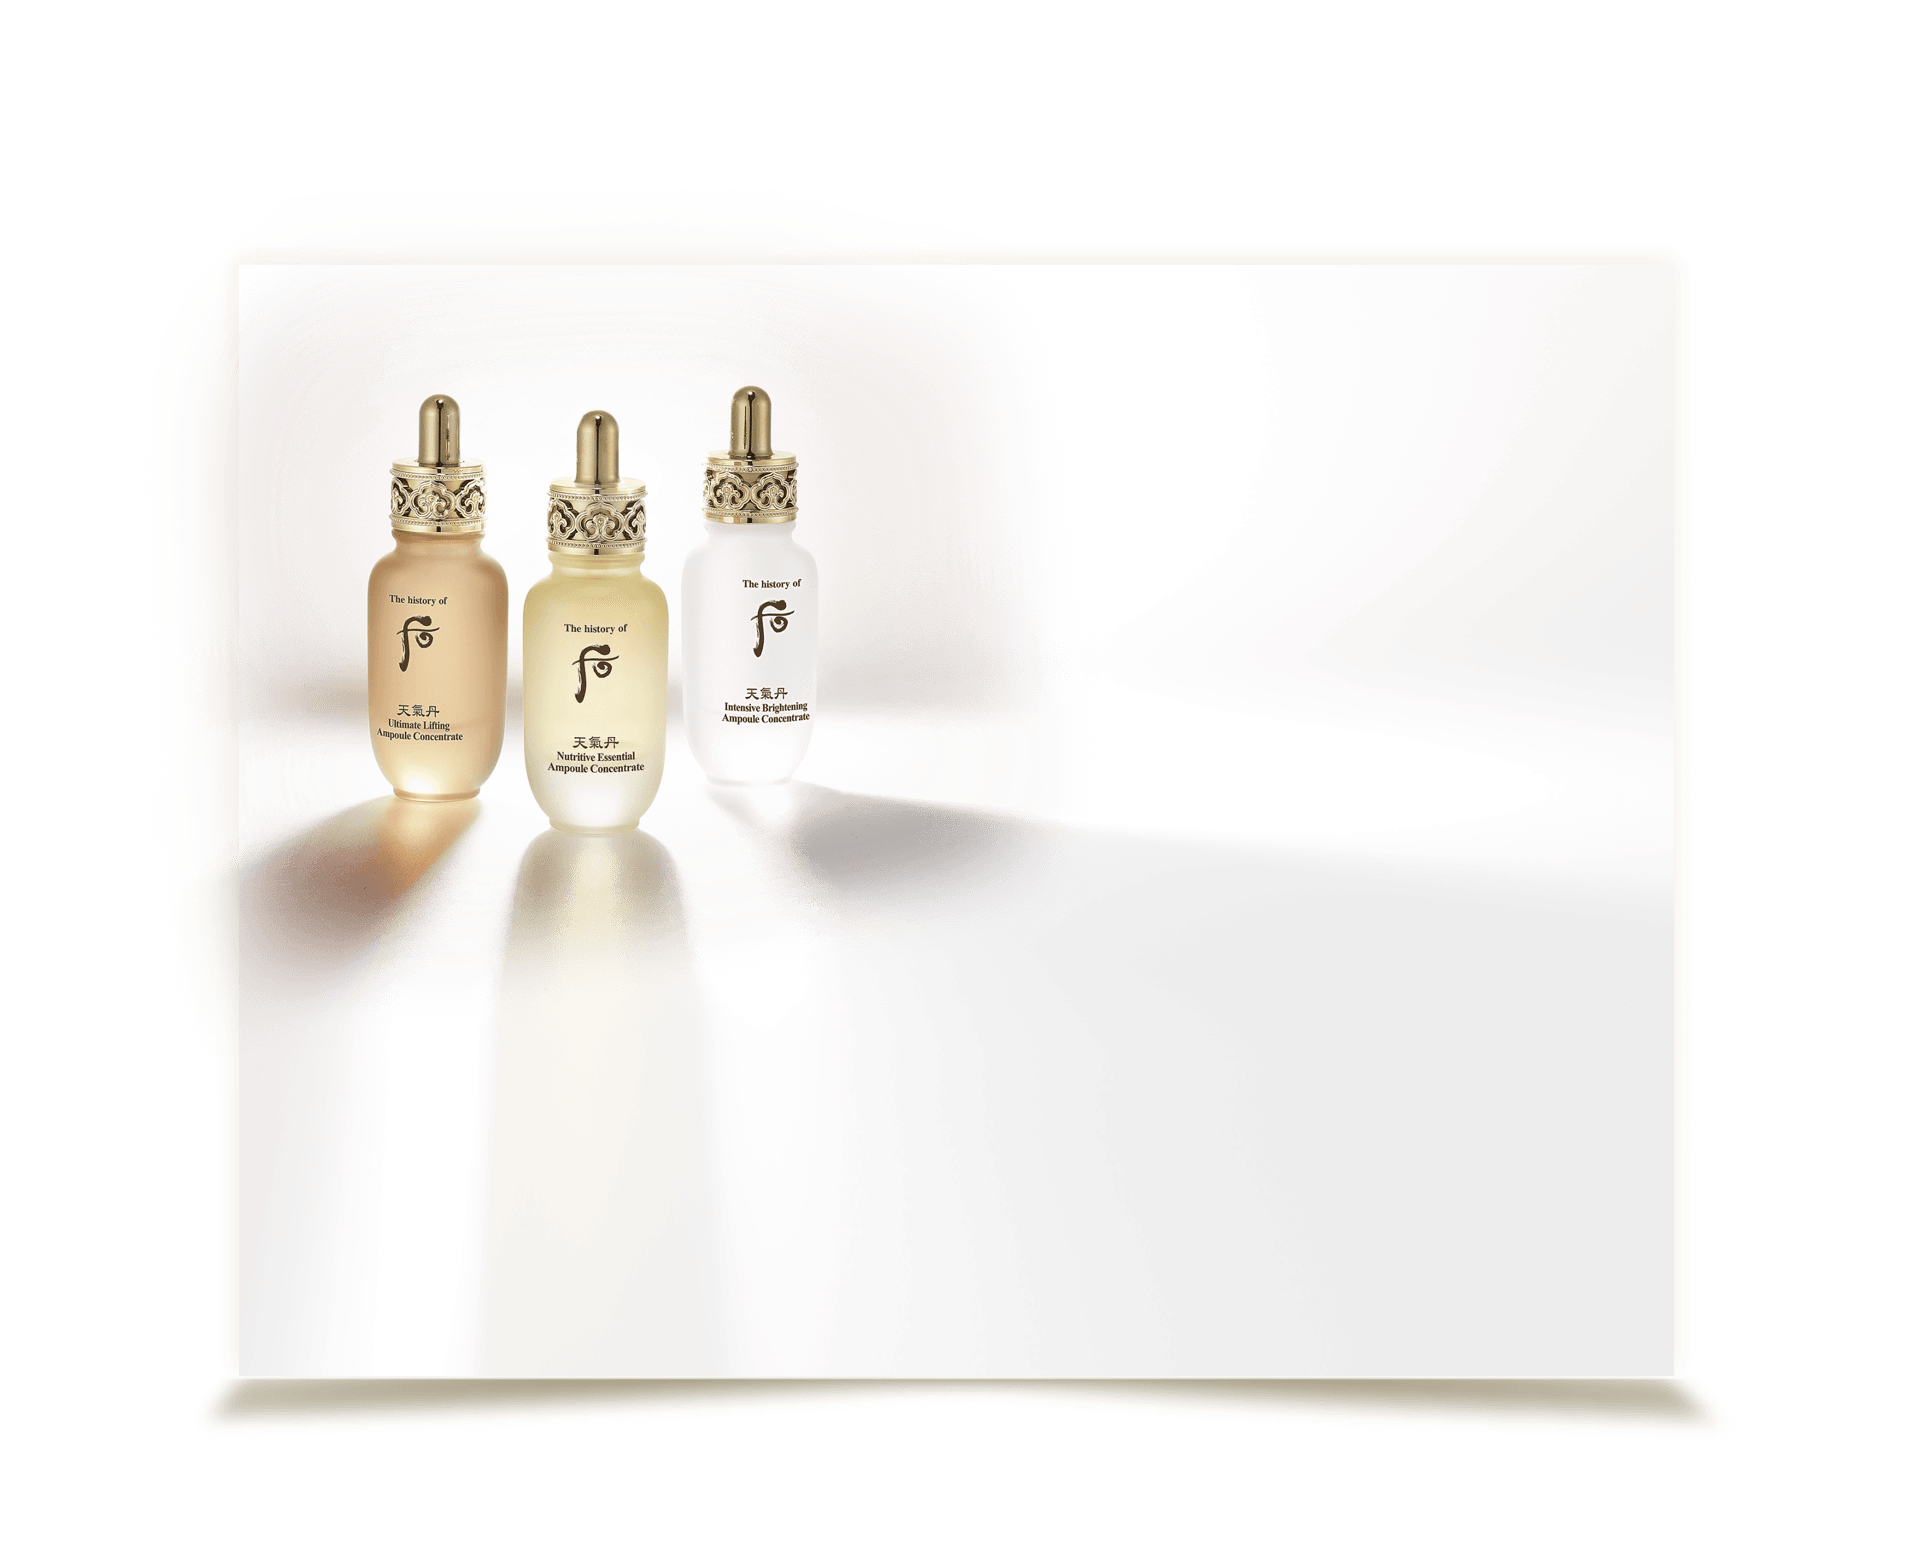 The history of
后
天氣丹
Ultimate Lifting
Ampoule Concentrate
The history of
后
天氣丹
Nutritive Essential
Ampoule Concentrate
The history of
后
天氣丹
Intensive Brightening
Ampoule Concentrate